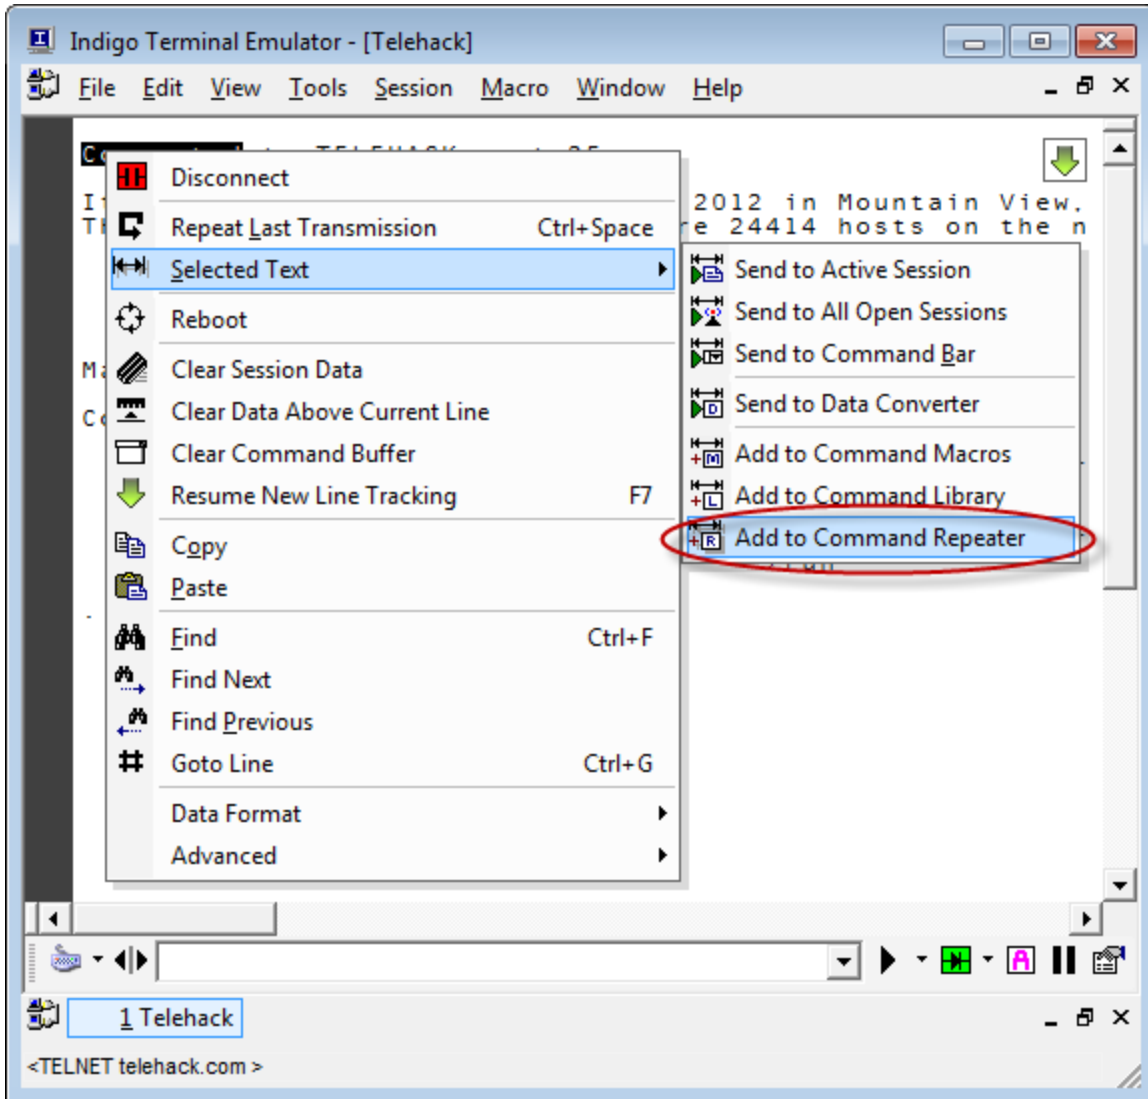 Indigo Terminal Emulator - [Telehack]
File Edit View Tools Session Macro Window Help
2012 in Mountain View,
24414 hosts on the n
Disconnect
Repeat Last Transmission Ctrl+Space
Selected Text
Reboot
Clear Session Data
Clear Data Above Current Line
Clear Command Buffer
Resume New Line Tracking F7
Copy
Paste
Find Ctrl+F
Find Next
Find Previous
Goto Line Ctrl+G
Data Format
Advanced
Send to Active Session
Send to All Open Sessions
Send to Command Bar
Send to Data Converter
Add to Command Macros
Add to Command Library
Add to Command Repeater
1 Telehack
<TELNET telehack.com >